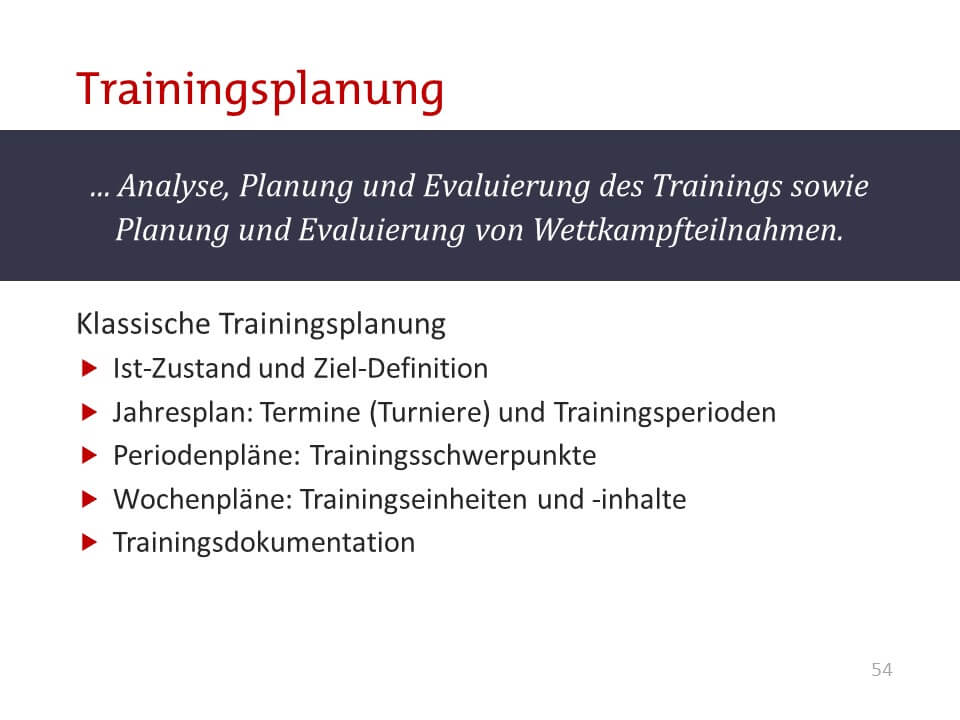 Trainingsplanung
... Analyse, Planung und Evaluierung des Trainings sowie
Planung und Evaluierung von Wettkampfteilnahmen.
Klassische Trainingsplanung
Ist-Zustand und Ziel-Definition
Jahresplan: Termine (Turniere) und Trainingsperioden
Periodenpläne: Trainingsschwerpunkte
Wochenpläne: Trainingseinheiten und -inhalte
Trainingsdokumentation
54